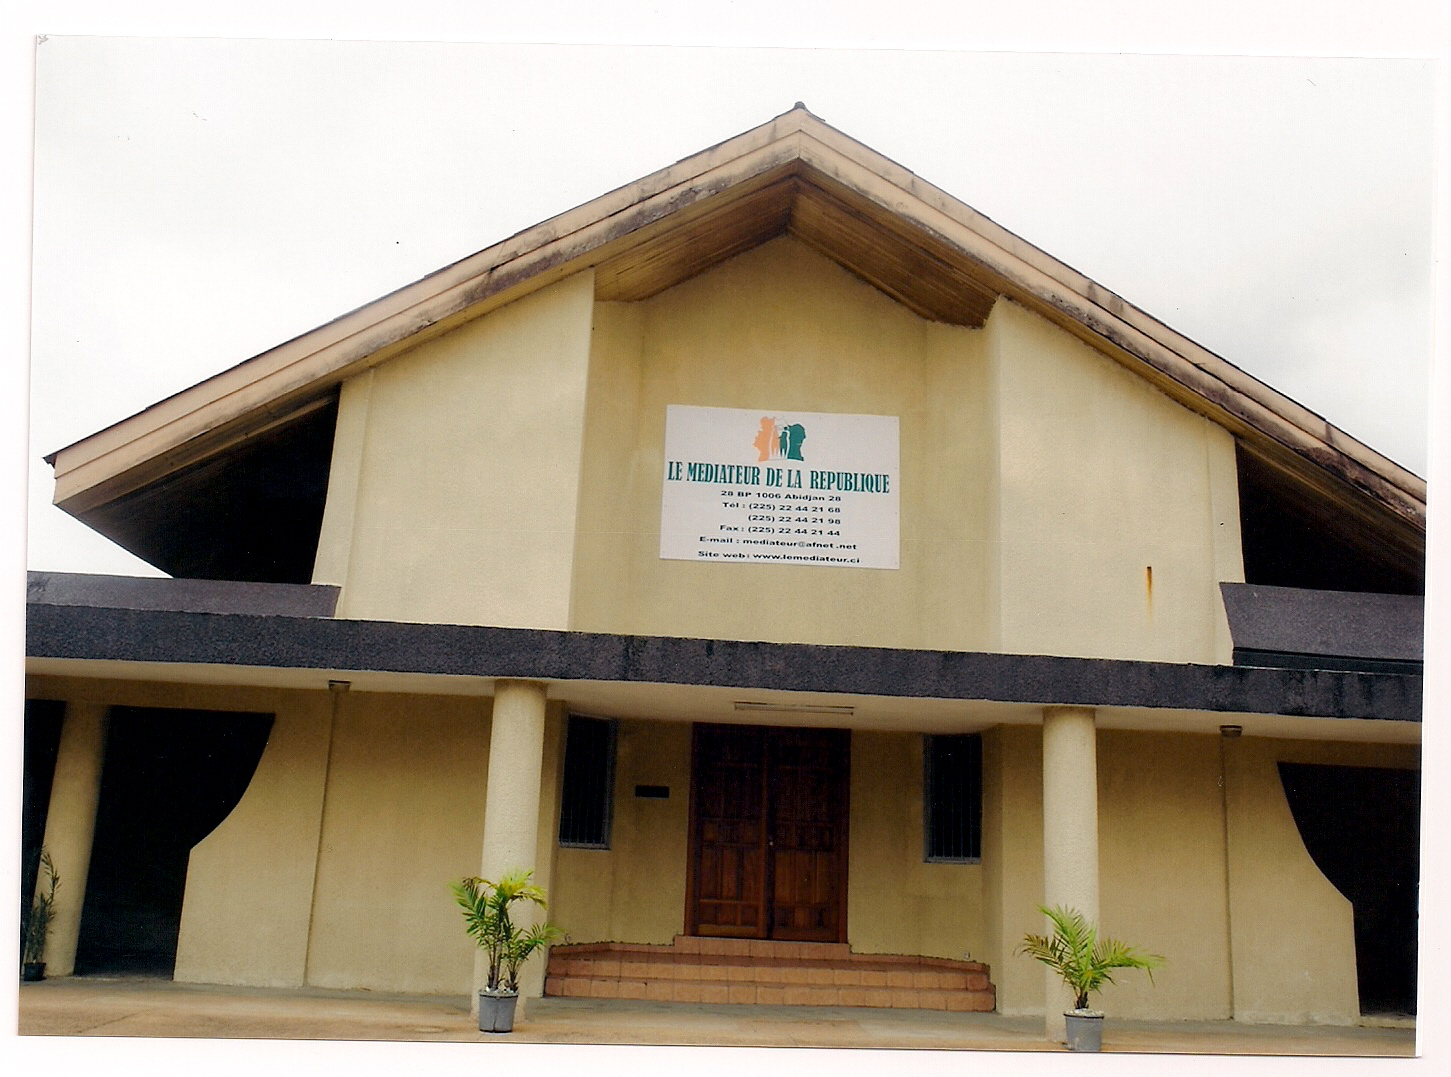 LE MEDIATEUR DE LA REPUBLIQUE
28 BP 1006 Abidjan 28
Tél : (225) 22 44 21 68
(225) 22 44 21 98
Fax : (225) 22 44 21 44
E-mail : mediateur@afnet.net
Site web : www.lemediateur.ci